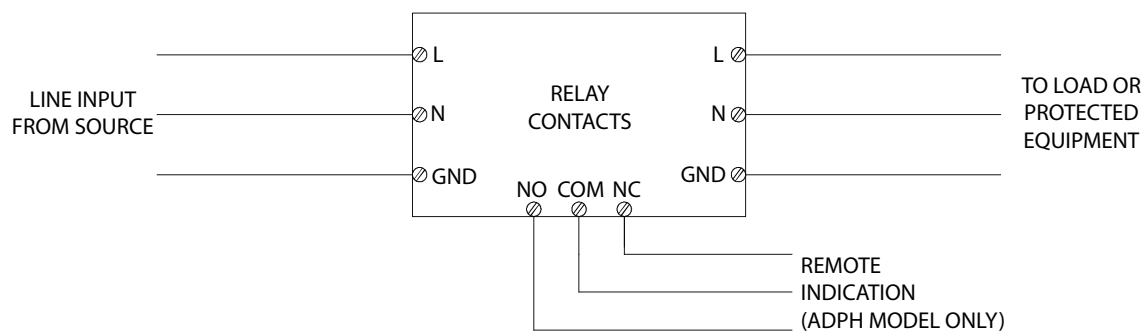 LINE INPUT
FROM SOURCE
L
N
GND
RELAY
CONTACTS
NO COM NC
L
N
GND
TO LOAD OR
PROTECTED
EQUIPMENT
REMOTE
INDICATION
(ADPH MODEL ONLY)